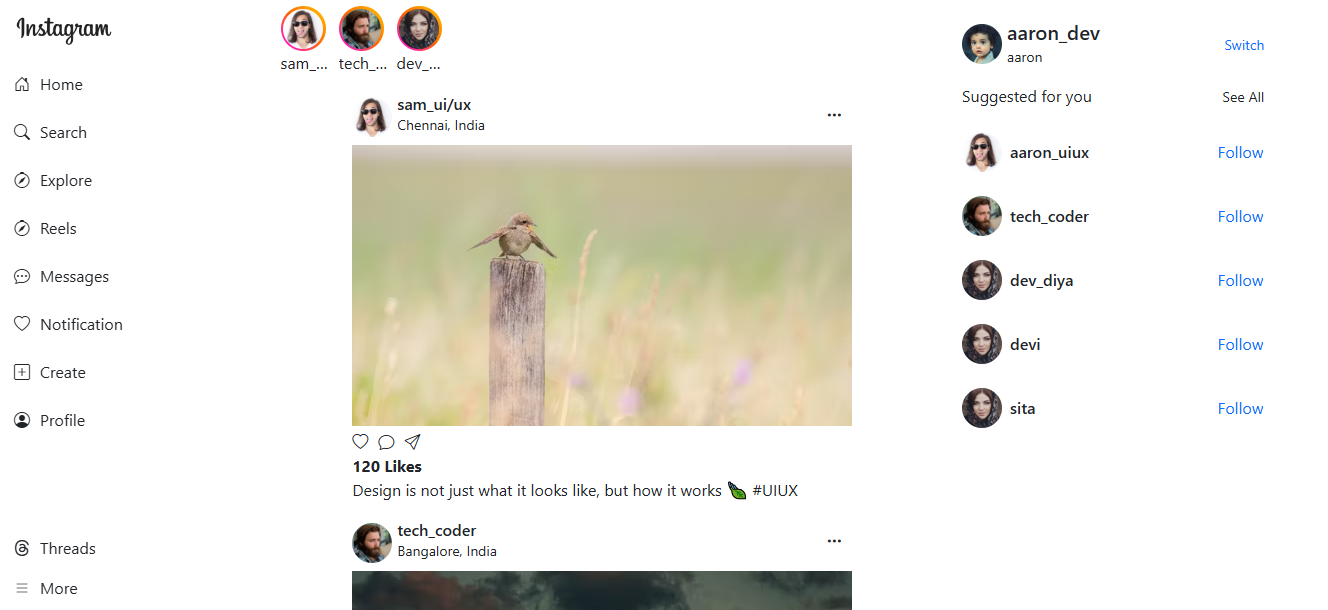 Instagram
Home
Search
Explore
Reels
Messages
Notification
Create
Profile
Threads
More
sam_... tech_... dev_...
sam_ui/ux
Chennai, India
120 Likes
Design is not just what it looks like, but how it works #UIUX
tech_coder
Bangalore, India
aaron_dev
aaron
Switch
Suggested for you See All
aaron_uiux Follow
tech_coder Follow
dev_diya Follow
devi Follow
sita Follow